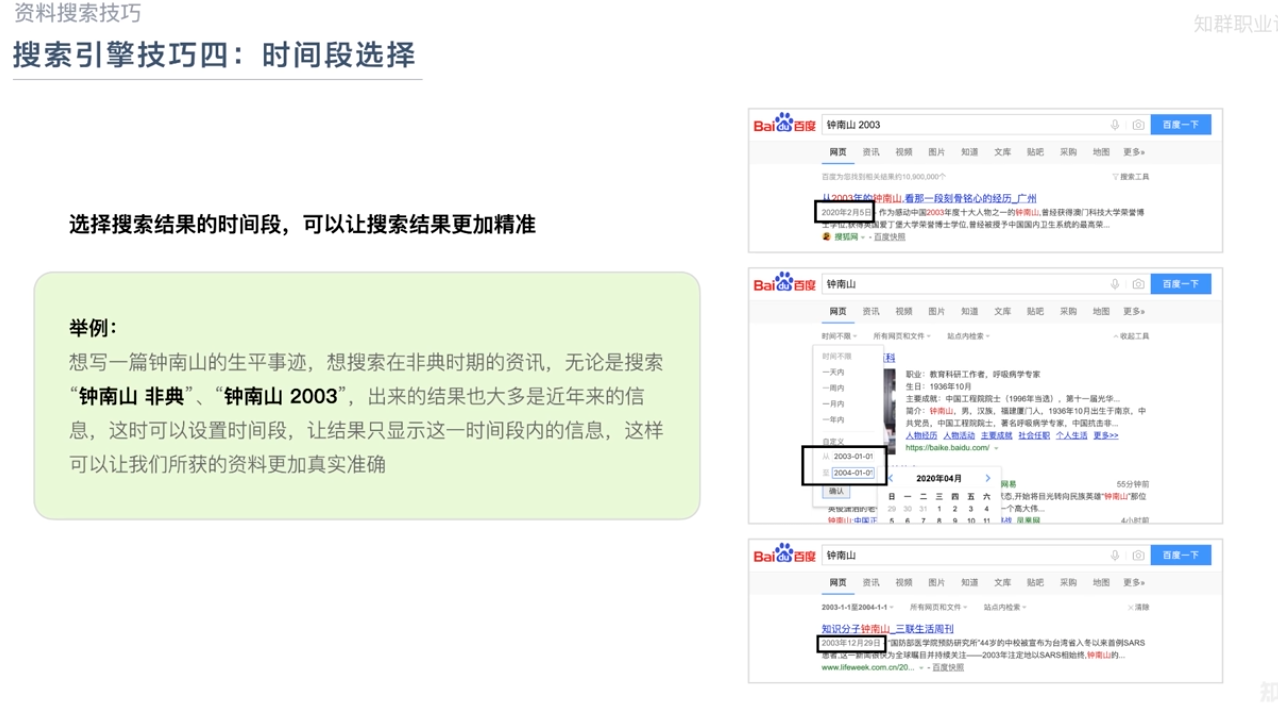 资料搜索技巧
知群职业
搜索引擎技巧四：时间段选择
选择搜索结果的时间段，可以让搜索结果更加精准
举例：
想写一篇钟南山的生平事迹，想搜索在非典时期的资讯，无论是搜索
“钟南山 非典”、“钟南山 2003”，出来的结果也大多是近年来的信
息，这时可以设置时间段，让结果只显示这一时间段内的信息，这样
可以让我们所获的资料更加真实准确
Bai du 百度 钟南山 2003 百度一下
网页 资讯 视频 图片 知道 文库 贴吧 采购 地图 更多»
百度为您找到相关结果约10,900,000个 搜索工具
从2003年的钟南山,看那一段刻骨铭心的经历_广州
2020年2月5日 - 作为感动中国2003年度十大人物之一的钟南山,曾经获得澳门科技大学荣誉博
士学位,获得英国爱丁堡大学荣誉博士学位,曾经被授予中国国内卫生系统的最高荣...
搜狐网 - 百度快照
Bai du 百度 钟南山 百度一下
网页 资讯 视频 图片 知道 文库 贴吧 采购 地图 更多»
时间不限 所有网页和文件 站点内检索 收起工具
时间不限
一天内
一周内
一月内
一年内
自定义
从 2003-01-01
至 2004-01-01
确认
百科
职业：教育科研工作者，呼吸病学专家
生日：1936年10月
主要成就：中国工程院院士（1996年当选），第十一届光华...
简介：钟南山，男，汉族，福建厦门人，1936年10月出生于南京，中
共党员，中国工程院院士，著名呼吸病学专家，中国抗击非...
人物经历 人物活动 主要成就 社会任职 个人生活 更多>>
https://baike.baidu.com/
2020年04月
日 一 二 三 四 五 六
29 30 31 1 2 3 4
5 6 7 8 9 10 11
网易 55分钟前
状态,开始将目光转向民族英雄“钟南山”那位
一个高大伟...
凤凰网 4小时前
Bai du 百度 钟南山 百度一下
网页 资讯 视频 图片 知道 文库 贴吧 采购 地图 更多»
2003-1-1至2004-1-1 所有网页和文件 站点内检索 清除
知识分子钟南山_三联生活周刊
2003年12月29日 - “国防部医学院预防研究所”44岁的中校被宣布为台湾省入冬以来首例SARS
患者,这一新闻很快为全球瞩目并持续关注——2003年注定地以SARS相始终,钟南山的...
www.lifeweek.com.cn/20... - 百度快照